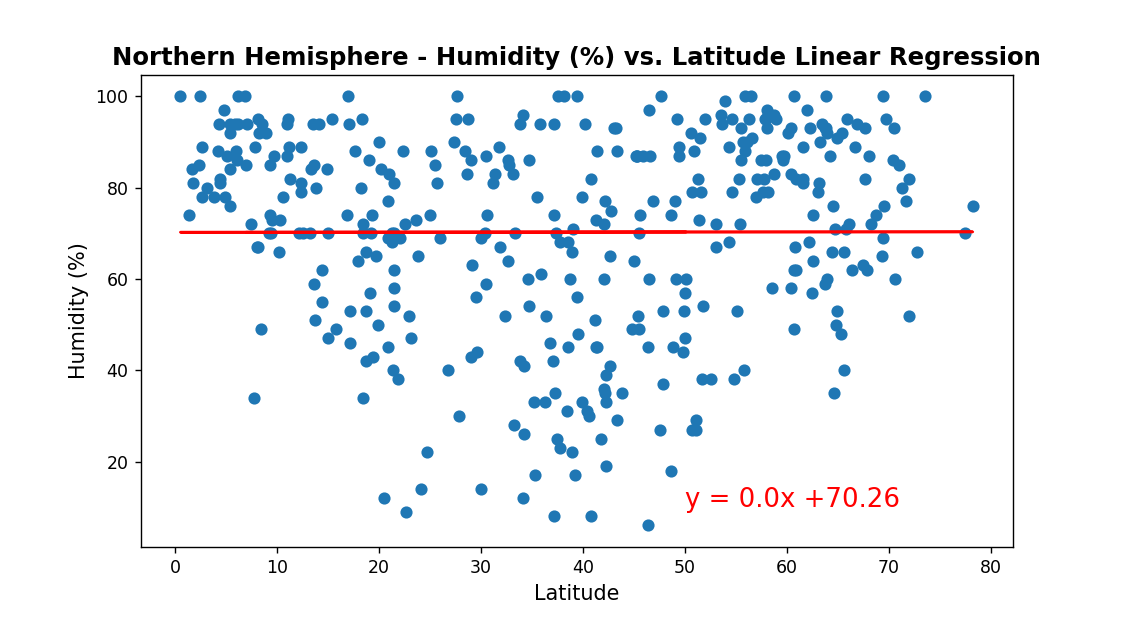 Northern Hemisphere - Humidity (%) vs. Latitude Linear Regression
100
80
60
40
20
Humidity (%)
y = 0.0x +70.26
0 10 20 30 40 50 60 70 80
Latitude